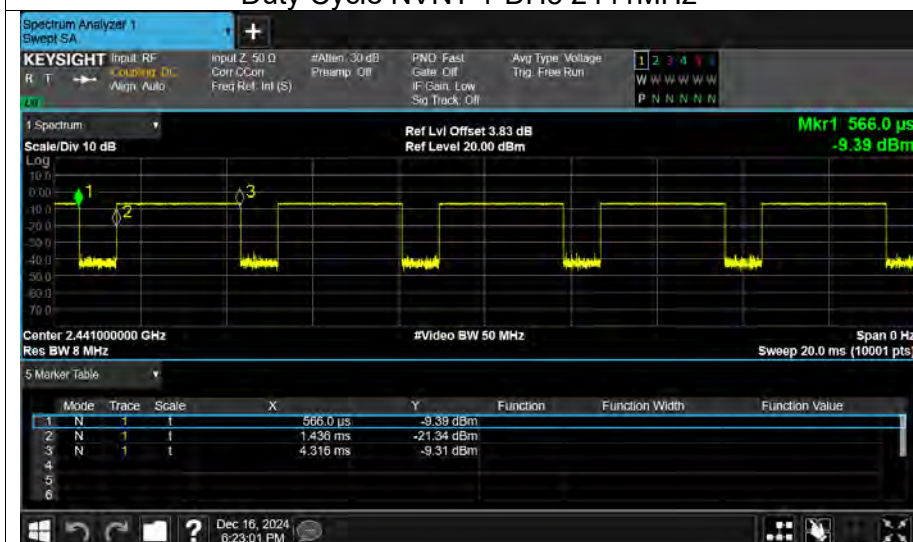 Duty Cycle NVNT 1-DH5 2441MHz
Spectrum Analyzer 1
Swept SA
+
KEYSIGHT Input: RF Input Z: 50 Ω #Atten: 30 dB PNO: Fast Avg Type: Voltage 1 2 3 4 5 6
R T Coupling: DC Corr CCorr Preamp: Off Gate: Off Trig: Free Run W W W W W W
Align: Auto Freq Ref: Int (S) IF Gain: Low
Sig Track: Off P N N N N N
1 Spectrum Ref Lvl Offset 3.83 dB Mkr1 566.0 µs
Scale/Div 10 dB Ref Level 20.00 dBm -9.39 dBm
Log
10.0
0.00
-10.0
-20.0
-30.0
-40.0
-50.0
-60.0
-70.0
1
2
3
Center 2.441000000 GHz #Video BW 50 MHz Span 0 Hz
Res BW 8 MHz Sweep 20.0 ms (10001 pts)
5 Marker Table
Mode Trace Scale X Y Function Function Width Function Value
1 N 1 t 566.0 µs -9.39 dBm
2 N 1 t 1.436 ms -21.34 dBm
3 N 1 t 4.316 ms -9.31 dBm
4
5
6
? Dec 16, 2024
6:23:01 PM